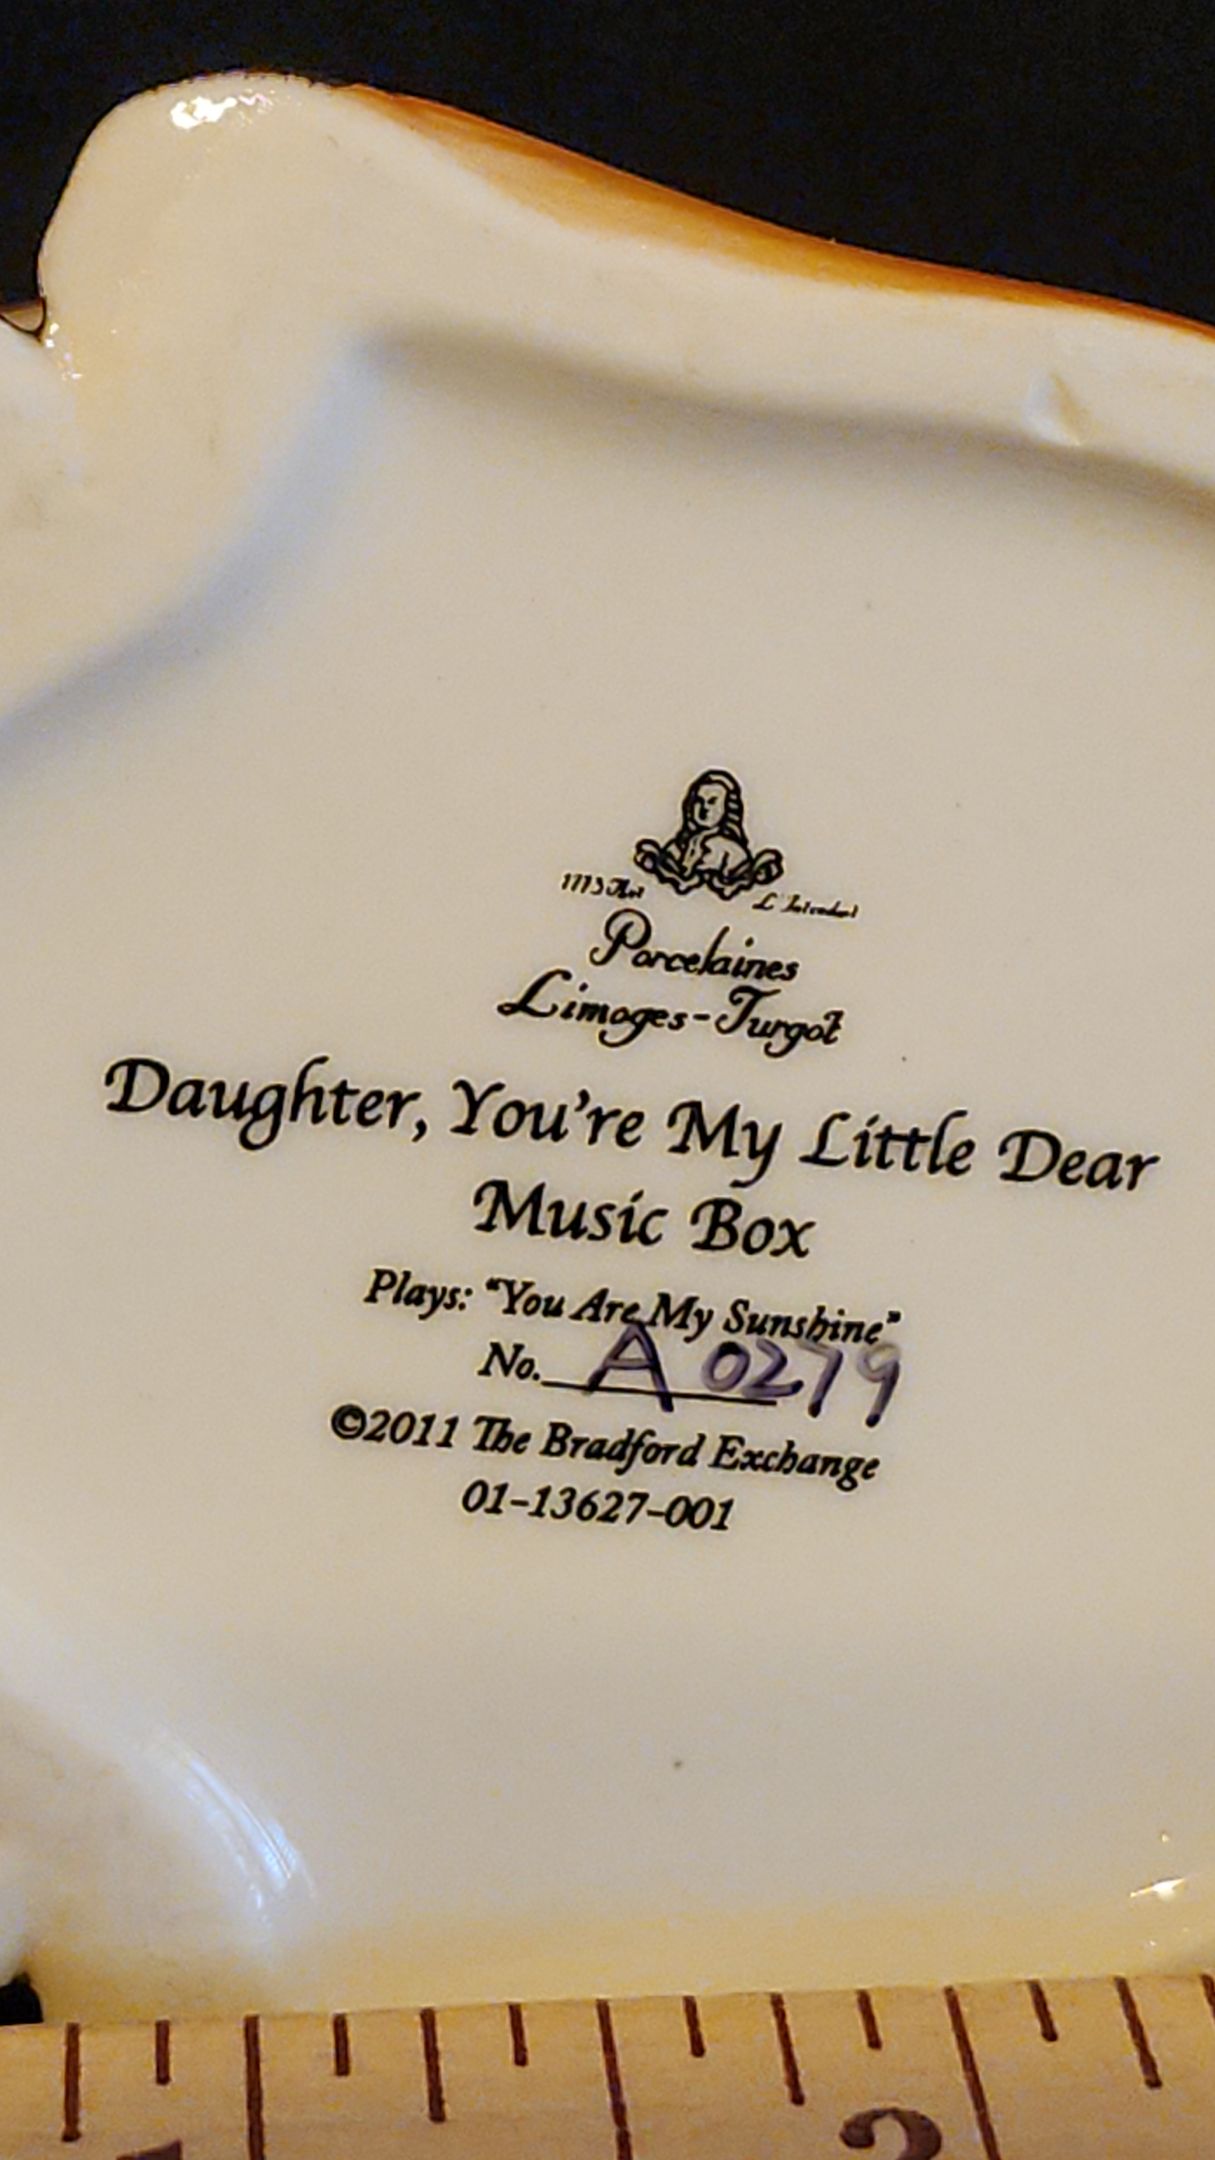 Porcelaines
Limoges-Turgot
Daughter, You're My Little Dear
Music Box
Plays: "You Are My Sunshine"
No. A 0279
©2011 The Bradford Exchange
01-13627-001
2